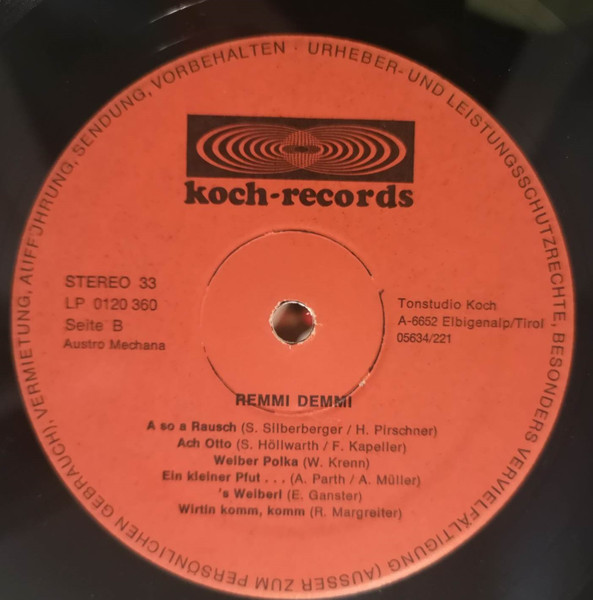 URHEBER- UND LEISTUNGSSCHUTZRECHTE, BESONDERS VERVIELFÄLTIGUNG (AUSSER ZUM PERSÖNLICHEN GEBRAUCH), VERMIETUNG, AUFFÜHRUNG, SENDUNG, VORBEHALTEN ·
koch-records
STEREO 33
LP 0120 360
Seite B
Austro Mechana
Tonstudio Koch
A-6652 Elbigenalp/Tirol
05634/221
REMMI DEMMI
A so a Rausch (S. Silberberger / H. Pirschner)
Ach Otto (S. Höllwarth / F. Kapeller)
Weiber Polka (W. Krenn)
Ein kleiner Pfut . . . (A. Parth / A. Müller)
's Weiberl (E. Ganster)
Wirtin komm, komm (R. Margreiter)